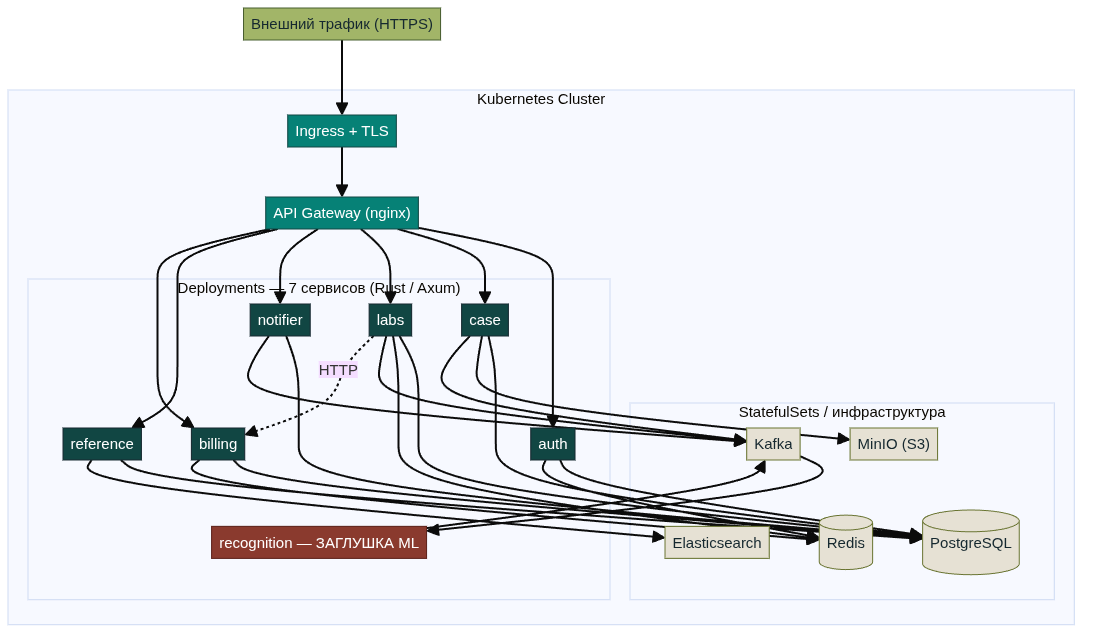 Внешний трафик (HTTPS)
Kubernetes Cluster
Ingress + TLS
API Gateway (nginx)
Deployments — 7 сервисов (Rust / Axum)
notifier
labs
case
HTTP
StatefulSets / инфраструктура
reference
billing
auth
Kafka
MinIO (S3)
recognition — ЗАГЛУШКА ML
Elasticsearch
Redis
PostgreSQL